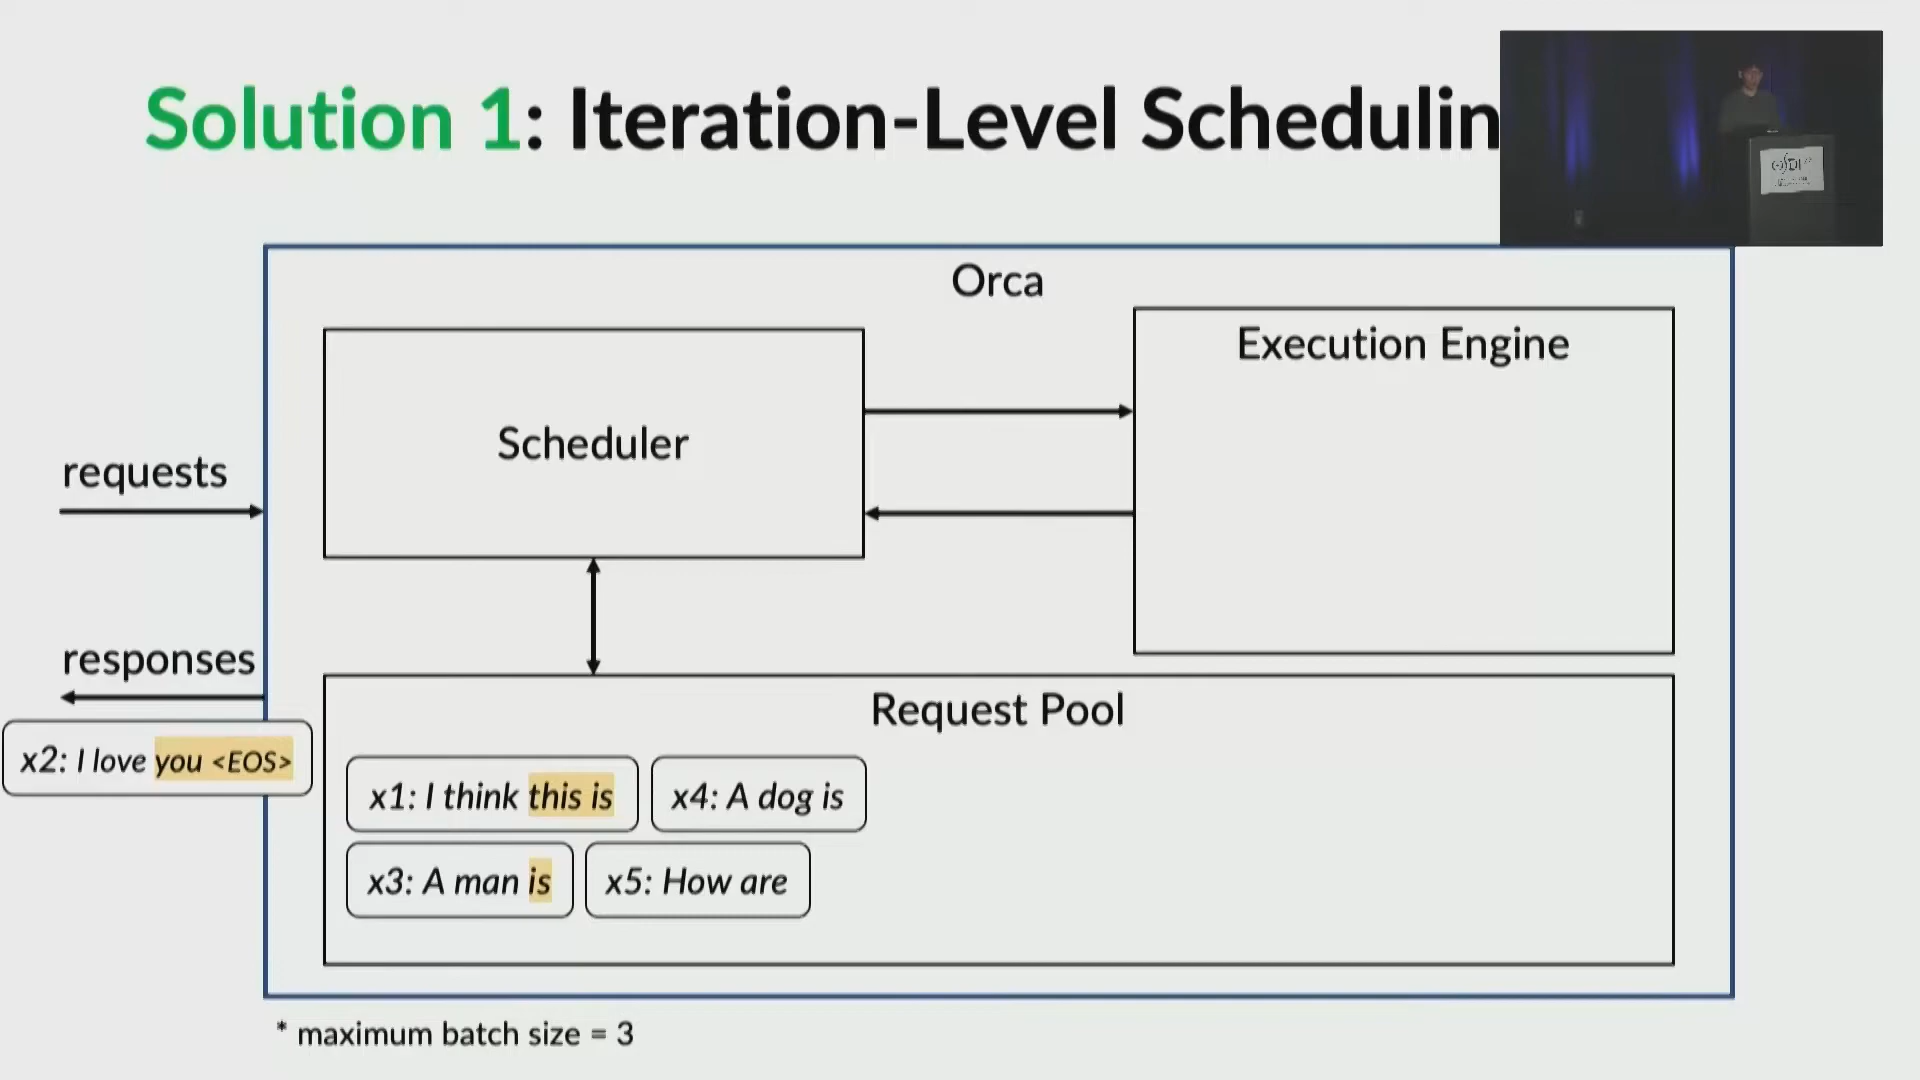 Solution 1: Iteration-Level Schedulin
Orca
Execution Engine
Scheduler
requests
responses
x2: I love you <EOS>
Request Pool
x1: I think this is
x4: A dog is
x3: A man is
x5: How are
* maximum batch size = 3